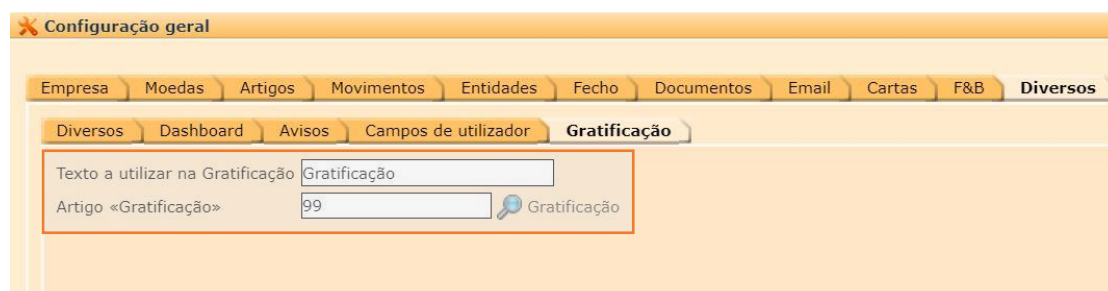 Configuração geral
Empresa Moedas Artigos Movimentos Entidades Fecho Documentos Email Cartas F&B Diversos
Diversos Dashboard Avisos Campos de utilizador Gratificação
Texto a utilizar na Gratificação Gratificação
Artigo «Gratificação» 99 Gratificação